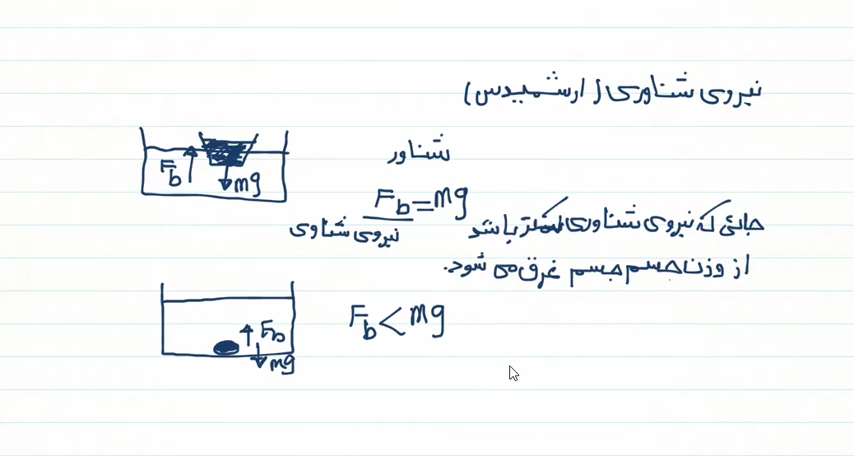 نیروی شناوری (ارشمیدس)
شناور
Fb
mg
Fb = mg
نیروی شناوی
جائی که نیروی شناوری کمتر باشد
از وزن جسم جسم غرق می شود.
Fb < mg
Fb
mg